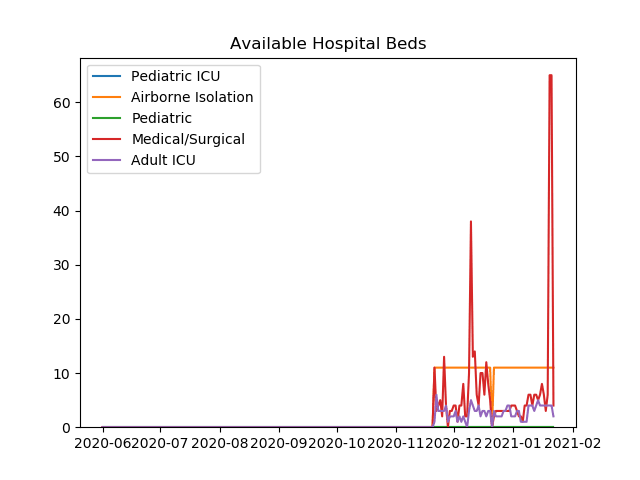 Available Hospital Beds
Pediatric ICU
Airborne Isolation
Pediatric
Medical/Surgical
Adult ICU
60
50
40
30
20
10
0
2020-06 2020-07 2020-08 2020-09 2020-10 2020-11 2020-12 2021-01 2021-02